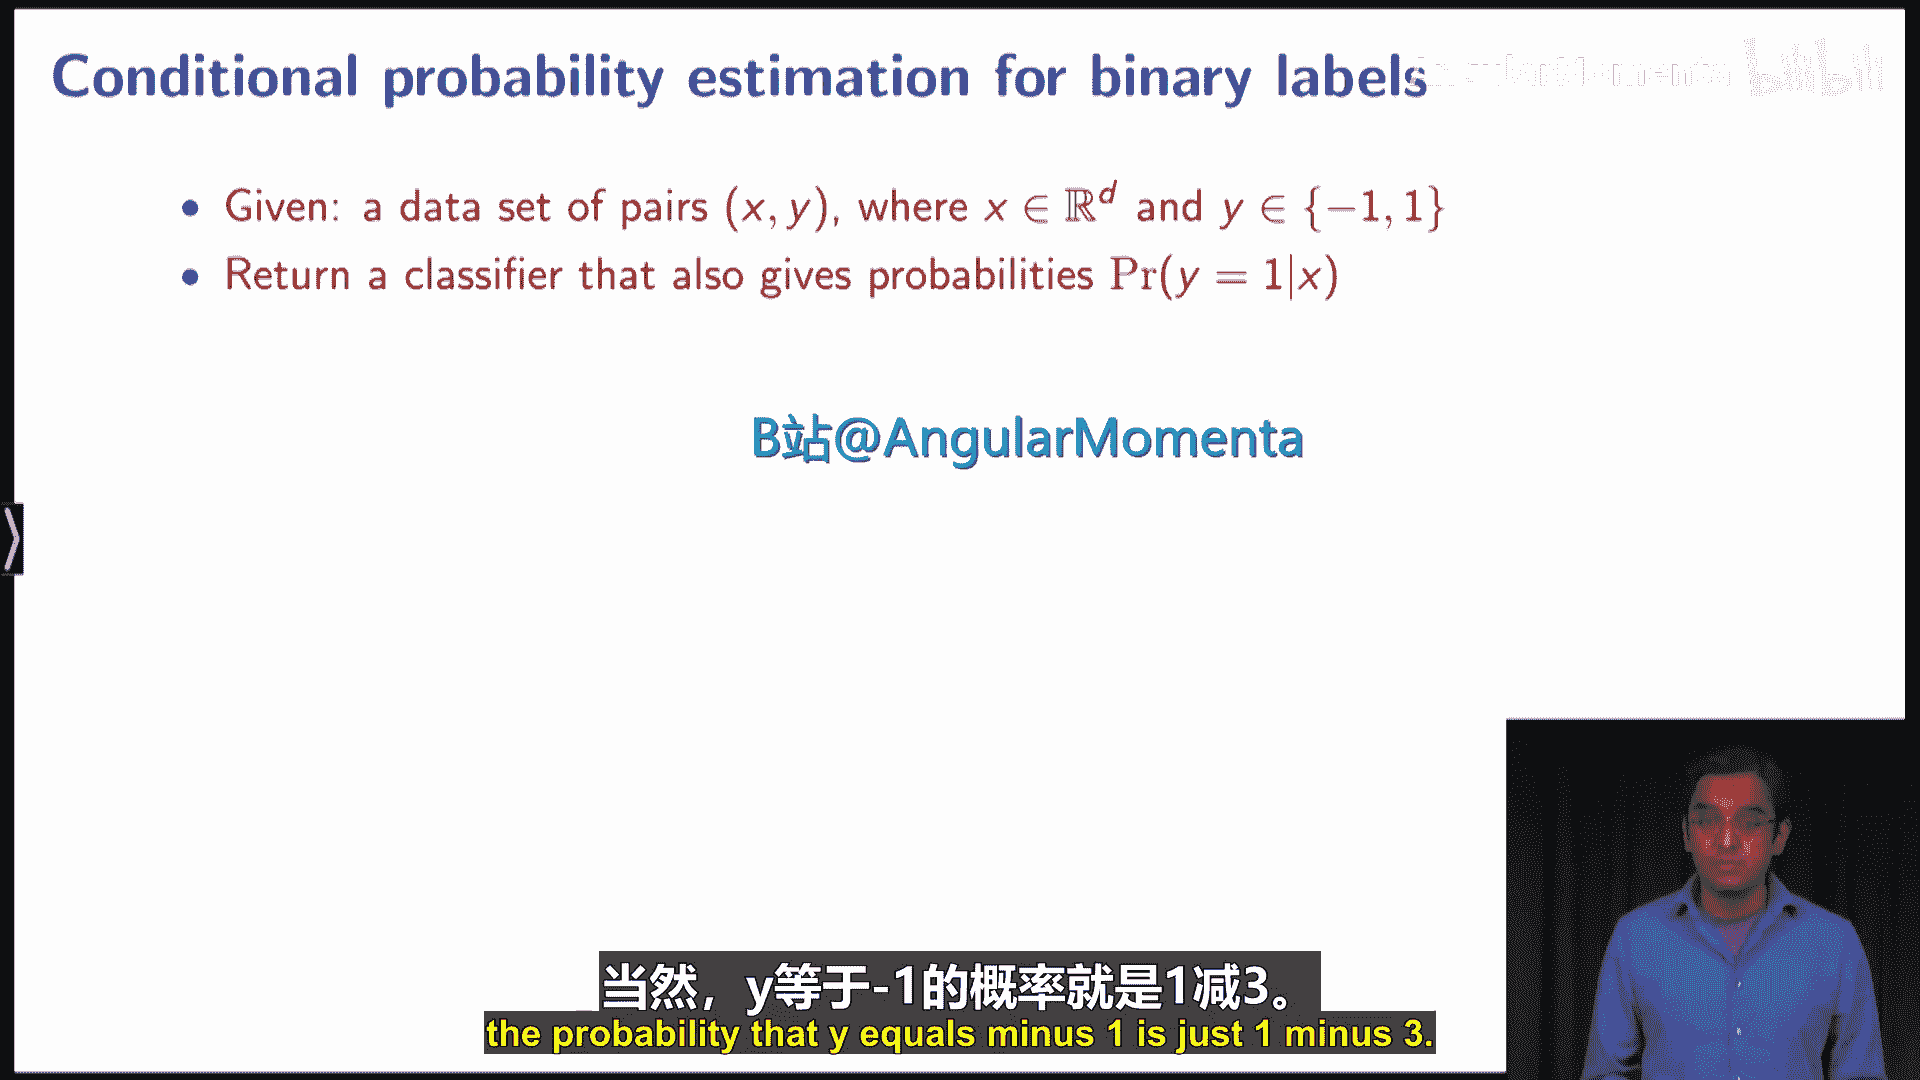 Conditional probability estimation for binary labels
bilibili
• Given: a data set of pairs (x, y), where x ∈ ℝᵈ and y ∈ {−1, 1}
• Return a classifier that also gives probabilities Pr(y = 1|x)
B站@AngularMomenta
当然，y等于-1的概率就是1减3。
the probability that y equals minus 1 is just 1 minus 3.